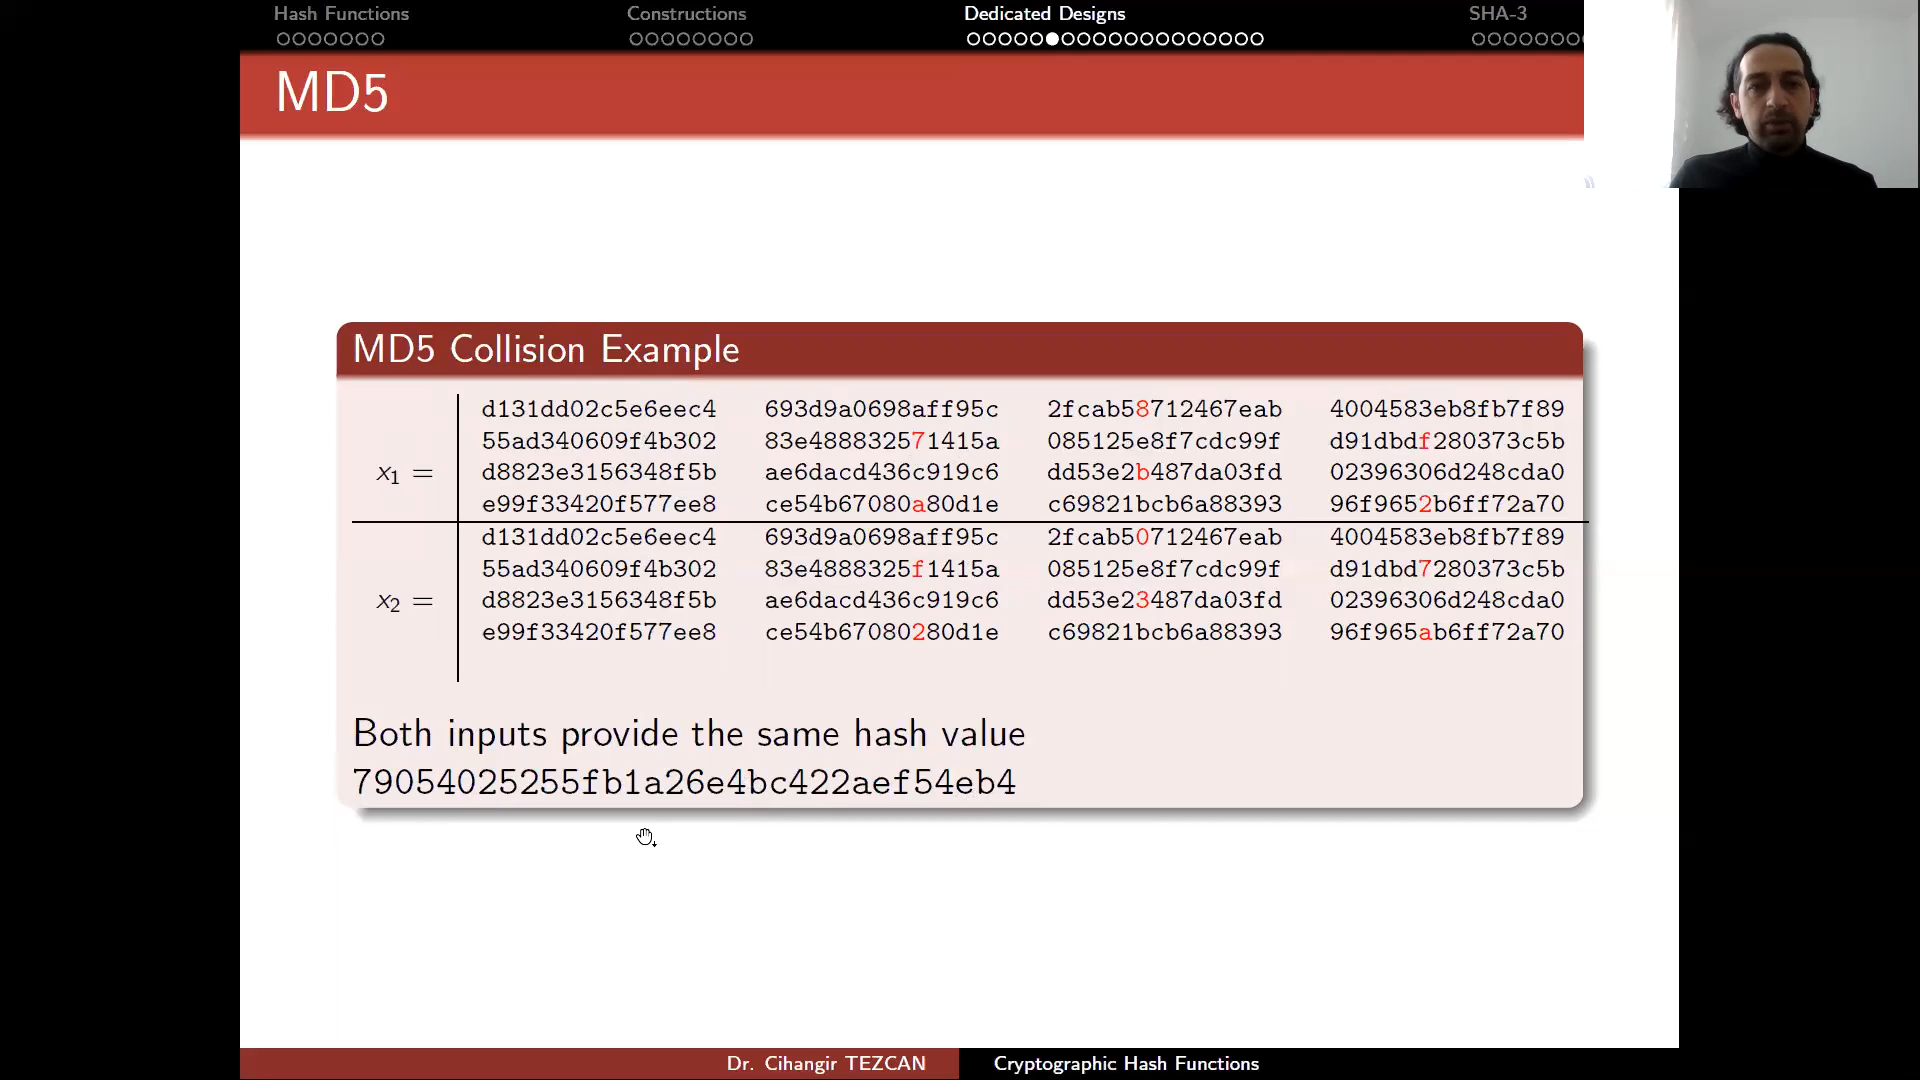 Hash Functions Constructions Dedicated Designs SHA-3
MD5
MD5 Collision Example
d131dd02c5e6eec4 693d9a0698aff95c 2fcab58712467eab 4004583eb8fb7f89
55ad340609f4b302 83e488832571415a 085125e8f7cdc99f d91dbdf280373c5b
x1 = d8823e3156348f5b ae6dacd436c919c6 dd53e2b487da03fd 02396306d248cda0
e99f33420f577ee8 ce54b67080a80d1e c69821bcb6a88393 96f9652b6ff72a70
d131dd02c5e6eec4 693d9a0698aff95c 2fcab50712467eab 4004583eb8fb7f89
55ad340609f4b302 83e4888325f1415a 085125e8f7cdc99f d91dbd7280373c5b
x2 = d8823e3156348f5b ae6dacd436c919c6 dd53e23487da03fd 02396306d248cda0
e99f33420f577ee8 ce54b67080280d1e c69821bcb6a88393 96f965ab6ff72a70
Both inputs provide the same hash value
79054025255fb1a26e4bc422aef54eb4
Dr. Cihangir TEZCAN Cryptographic Hash Functions